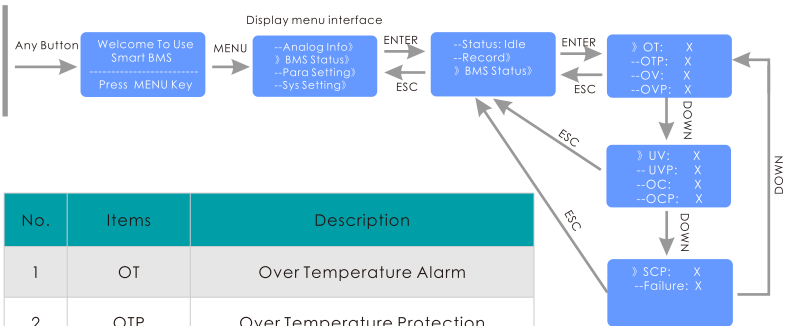 Display menu interface
Any Button
Welcome To Use
Smart BMS
--------------------------
Press MENU Key
MENU
--Analog Info》
》BMS Status》
--Para Setting》
--Sys Setting》
ENTER
ESC
--Status: Idle
--Record》
》BMS Status》
ENTER
ESC
》OT: X
--OTP: X
--OV: X
--OVP: X
DOWN
ESC
》UV: X
-- UVP: X
--OC: X
--OCP: X
DOWN
DOWN
ESC
》SCP: X
--Failure: X
No. Items Description
1 OT Over Temperature Alarm
2 OTP Over Temperature Protection